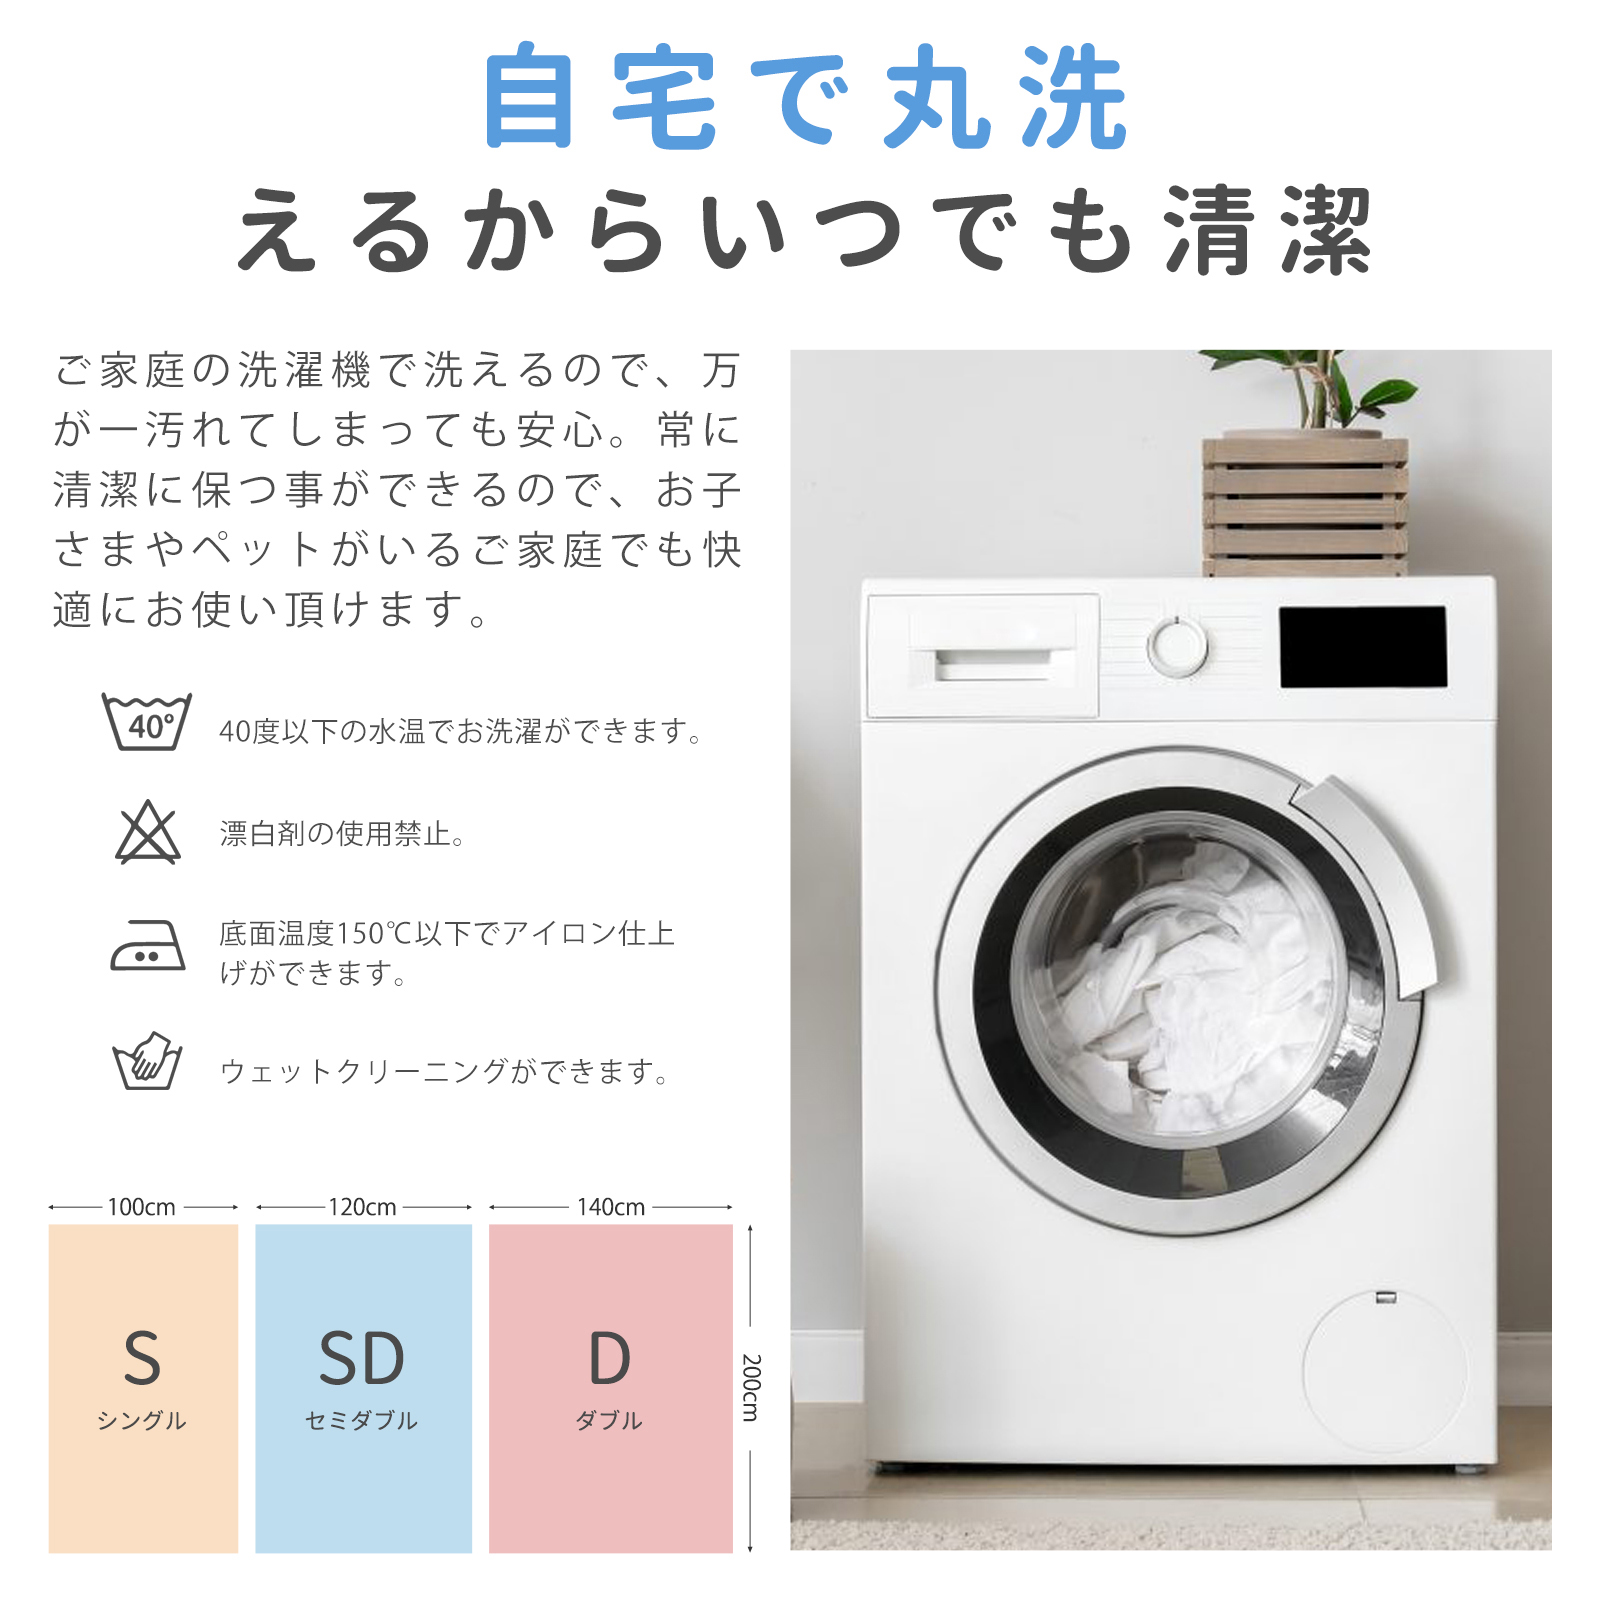 自宅で丸洗
えるからいつでも清潔
ご家庭の洗濯機で洗えるので、万
が一汚れてしまっても安心。常に
清潔に保つ事ができるので、お子
さまやペットがいるご家庭でも快
適にお使い頂けます。
40°
40度以下の水温でお洗濯ができます。
漂白剤の使用禁止。
底面温度150℃以下でアイロン仕上
げができます。
ウェットクリーニングができます。
100cm
120cm
140cm
S
シングル
SD
セミダブル
D
ダブル
200cm